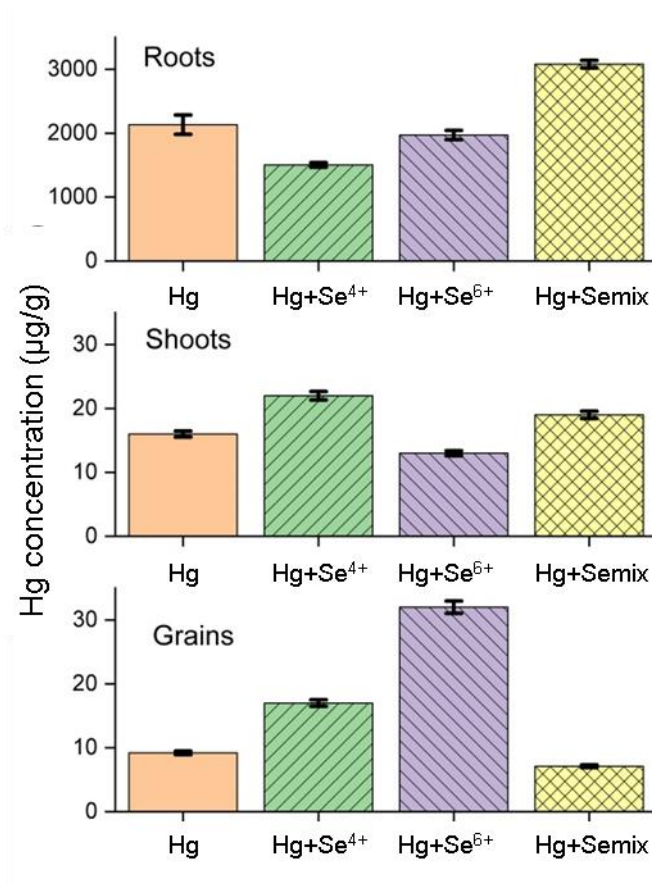 Hg concentration (µg/g)
Roots
3000
2000
1000
0
Hg Hg+Se⁴⁺ Hg+Se⁶⁺ Hg+Semix
Shoots
30
20
10
0
Hg Hg+Se⁴⁺ Hg+Se⁶⁺ Hg+Semix
Grains
30
20
10
0
Hg Hg+Se⁴⁺ Hg+Se⁶⁺ Hg+Semix